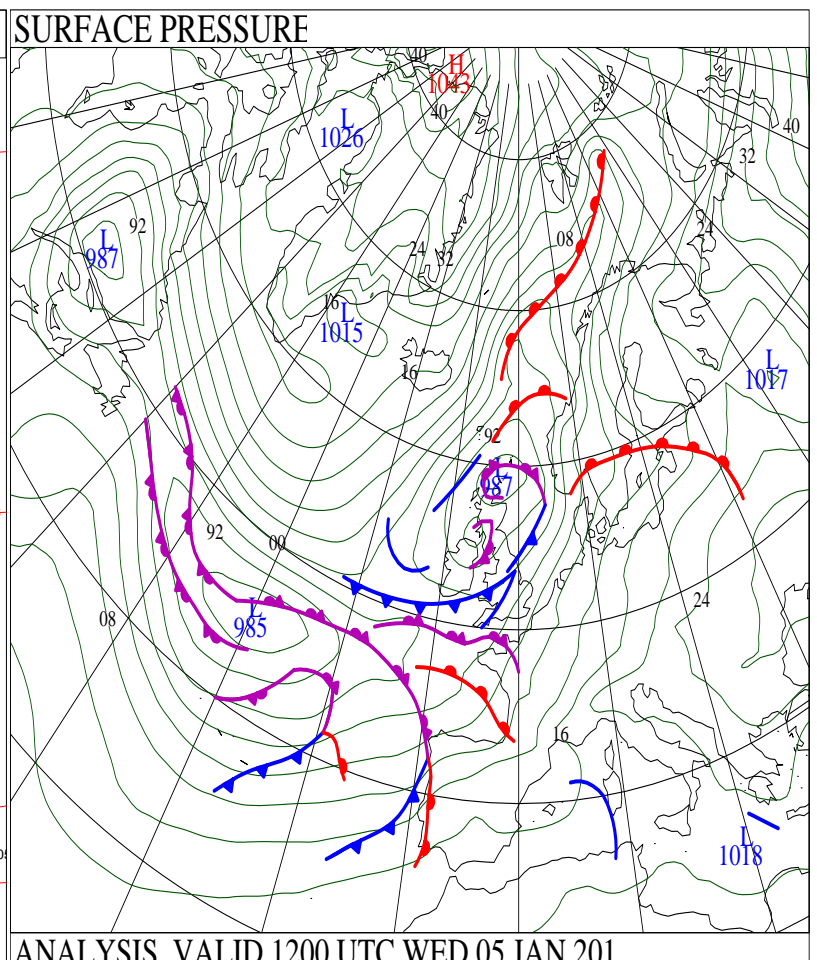 SURFACE PRESSURE
40
H
1043
40
L
1026
40
32
92
L
987
24
08
24
32
16
L
1015
16
L
1017
92
L
987
92
00
24
08
L
985
16
L
1018
ANALYSIS VALID 1200 UTC WED 05 JAN 201